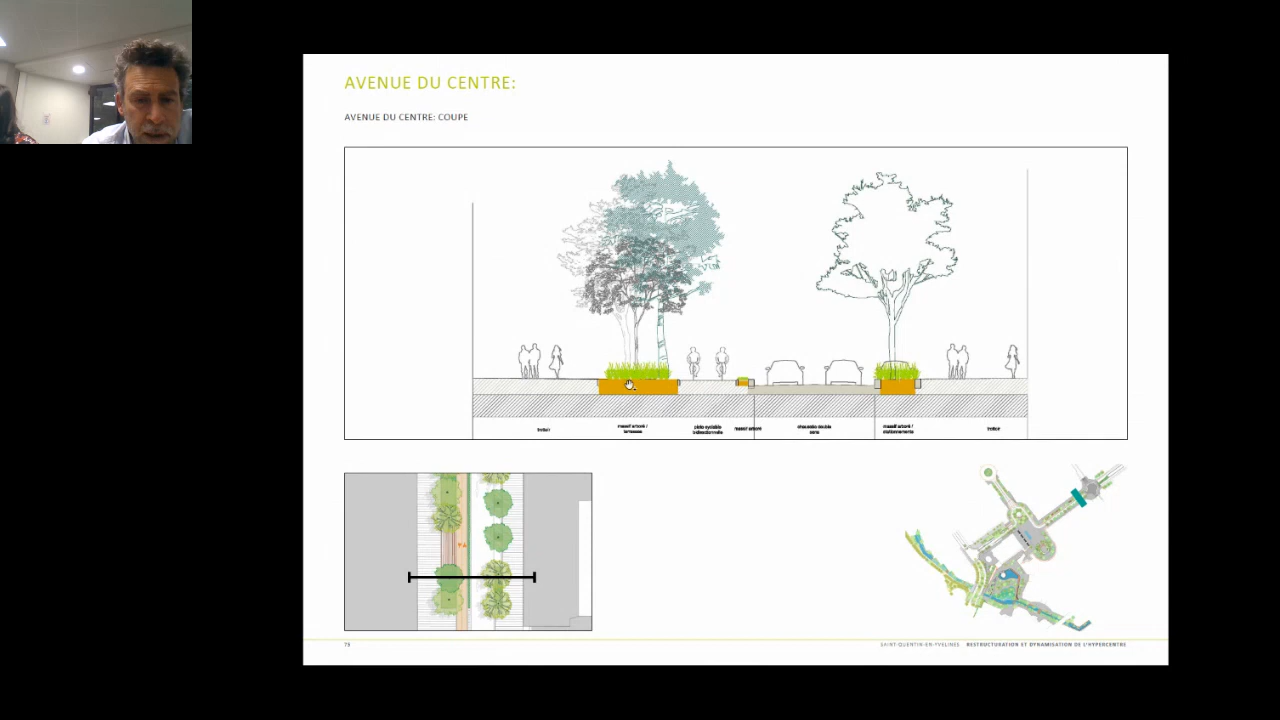 AVENUE DU CENTRE:
AVENUE DU CENTRE: COUPE
trottoir
massif arboré /
terrasse
piste cyclable
bidirectionnelle
massif arboré
chaussée double
sens
massif arboré /
stationnements
trottoir
75
SAINT-QUENTIN-EN-YVELINES RESTRUCTURATION ET DYNAMISATION DE L'HYPERCENTRE